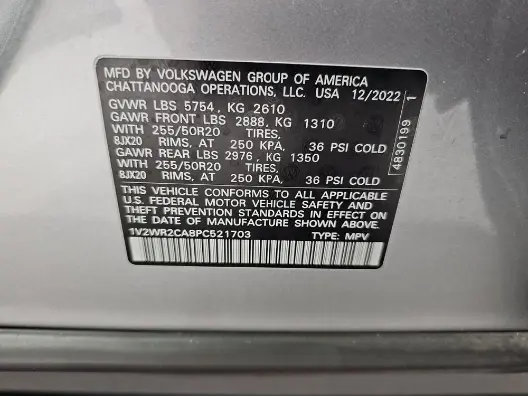 MFD BY VOLKSWAGEN GROUP OF AMERICA
CHATTANOOGA OPERATIONS, LLC. USA 12/2022
GVWR LBS 5754, KG 2610
GAWR FRONT LBS 2888, KG 1310
WITH 255/50R20 TIRES,
8JX20 RIMS, AT 250 KPA, 36 PSI COLD
GAWR REAR LBS 2976, KG 1350
WITH 255/50R20 TIRES,
8JX20 RIMS, AT 250 KPA, 36 PSI COLD
THIS VEHICLE CONFORMS TO ALL APPLICABLE
U.S. FEDERAL MOTOR VEHICLE SAFETY AND
THEFT PREVENTION STANDARDS IN EFFECT ON
THE DATE OF MANUFACTURE SHOWN ABOVE.
1V2WR2CA8PC521703 TYPE: MPV
4830199 1